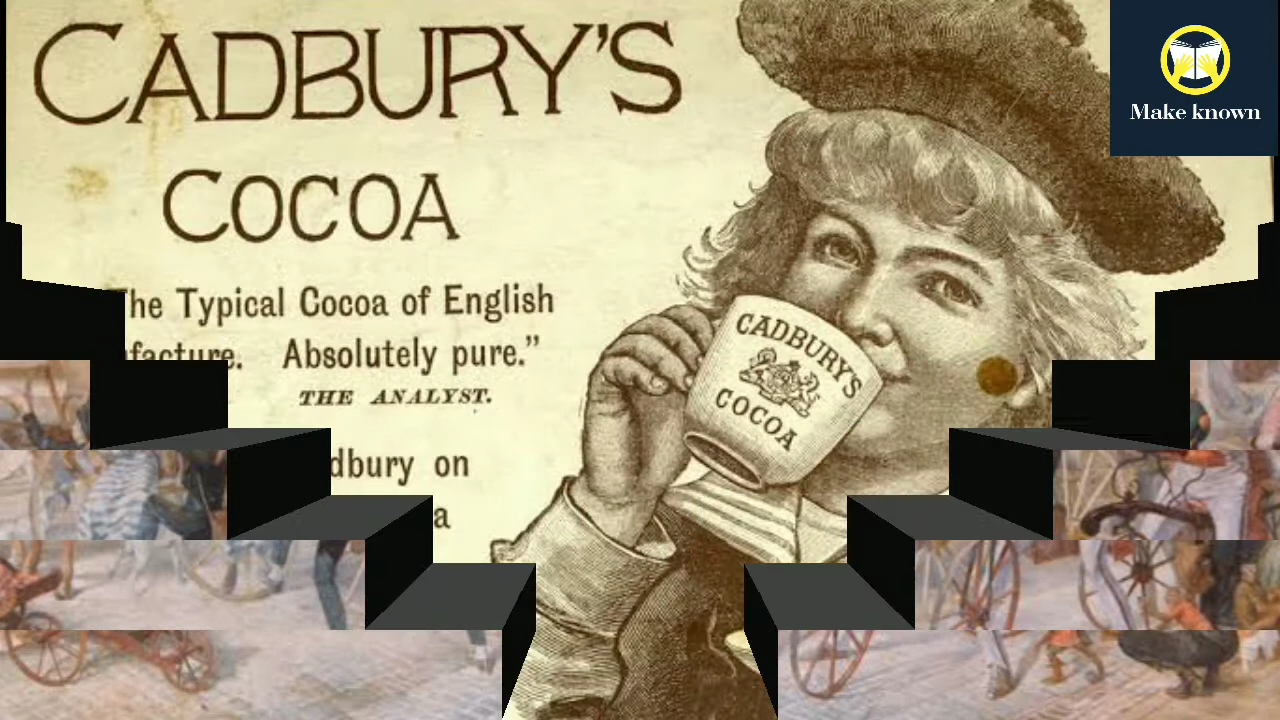 CADBURY'S
COCOA
The Typical Cocoa of English
facture. Absolutely pure."
THE ANALYST.
dbury on
a
CADBURY'S
COCOA
Make known